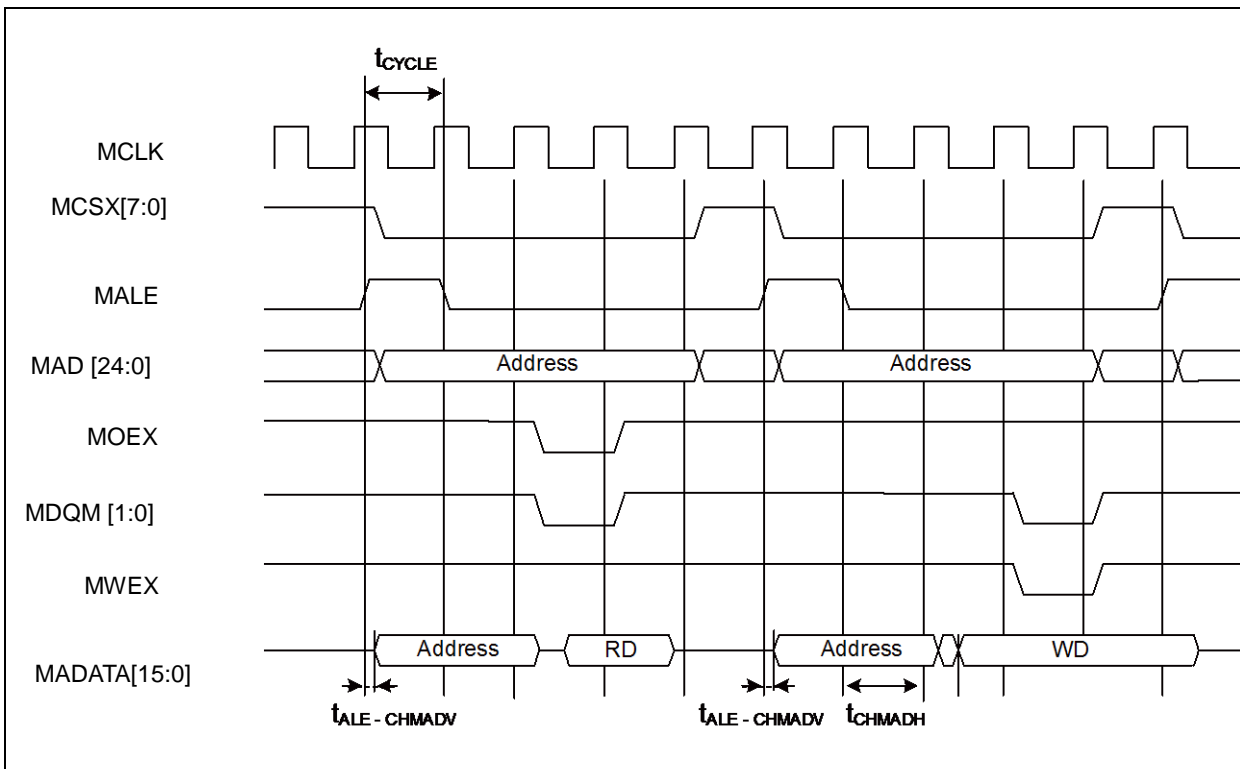 tCYCLE
MCLK
MCSX[7:0]
MALE
MAD [24:0]
Address
Address
MOEX
MDQM [1:0]
MWEX
MADATA[15:0]
Address
RD
Address
WD
tALE - CHMADV
tALE - CHMADV
tCHMADH